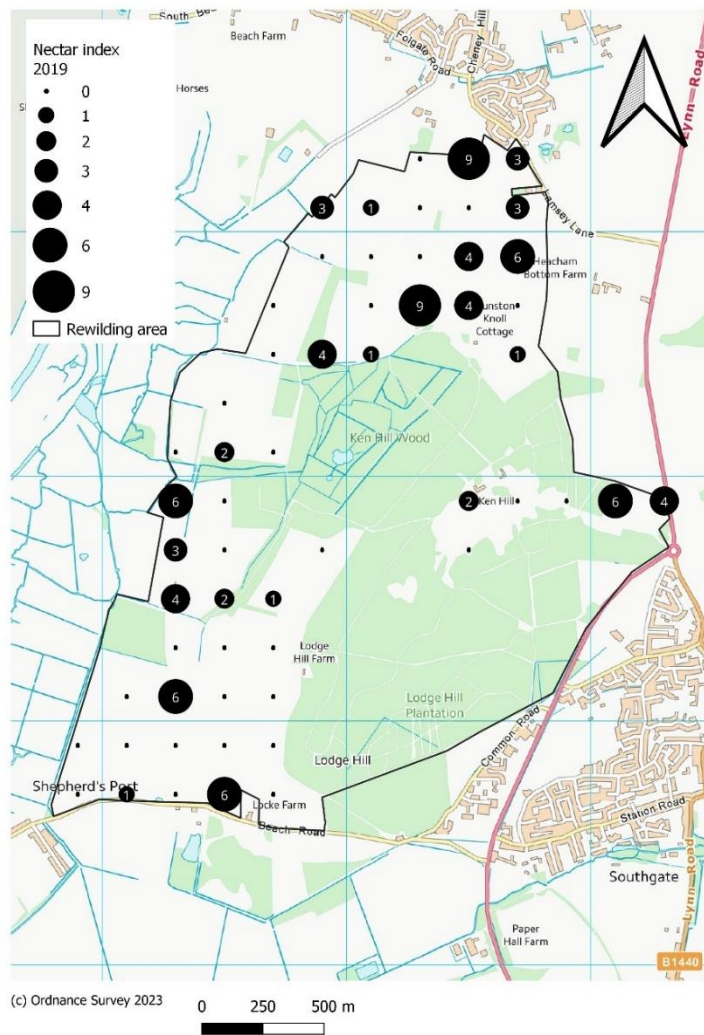 South Be
Beach Farm
Folgate Road
Cheney Hill
Lynn Road
Nectar index
2019
Horses
0
1
2
3
4
6
9
Rewilding area
9
3
3
1
3
Lamsey Lane
4
6
Heacham
Bottom Farm
9
4
unston
Knoll
Cottage
4
1
1
Ken Hill Wood
2
6
2
Ken Hill
6
4
3
4
2
1
Lodge
Hill Farm
6
Lodge Hill
Plantation
Common Road
Lodge Hill
Shepherd's Port
1
6
Locke Farm
Beach Road
Station Road
Southgate
Lynn Road
Paper
Hall Farm
B1440
(c) Ordnance Survey 2023
0 250 500 m